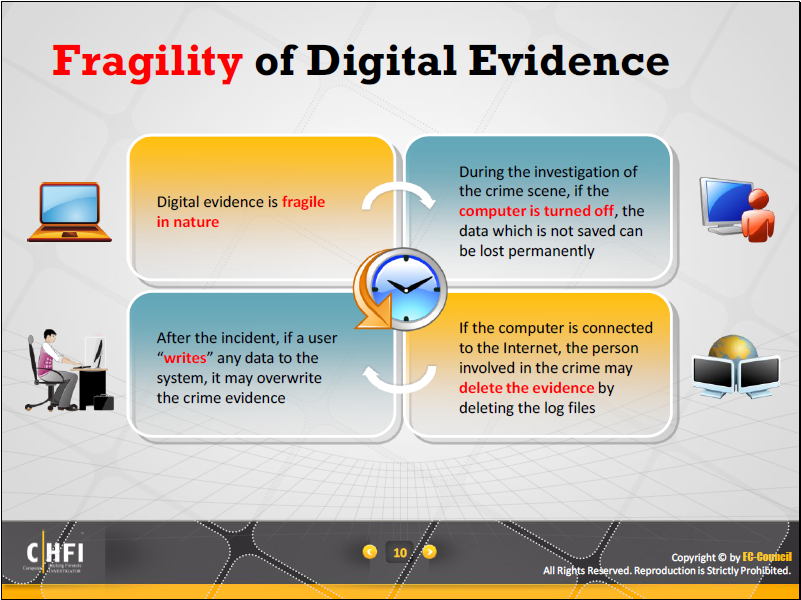 Fragility of Digital Evidence
Digital evidence is fragile
in nature
During the investigation of
the crime scene, if the
computer is turned off, the
data which is not saved can
be lost permanently
After the incident, if a user
“writes” any data to the
system, it may overwrite
the crime evidence
If the computer is connected
to the Internet, the person
involved in the crime may
delete the evidence by
deleting the log files
CHFI
10
Copyright © by EC-Council
All Rights Reserved. Reproduction is Strictly Prohibited.